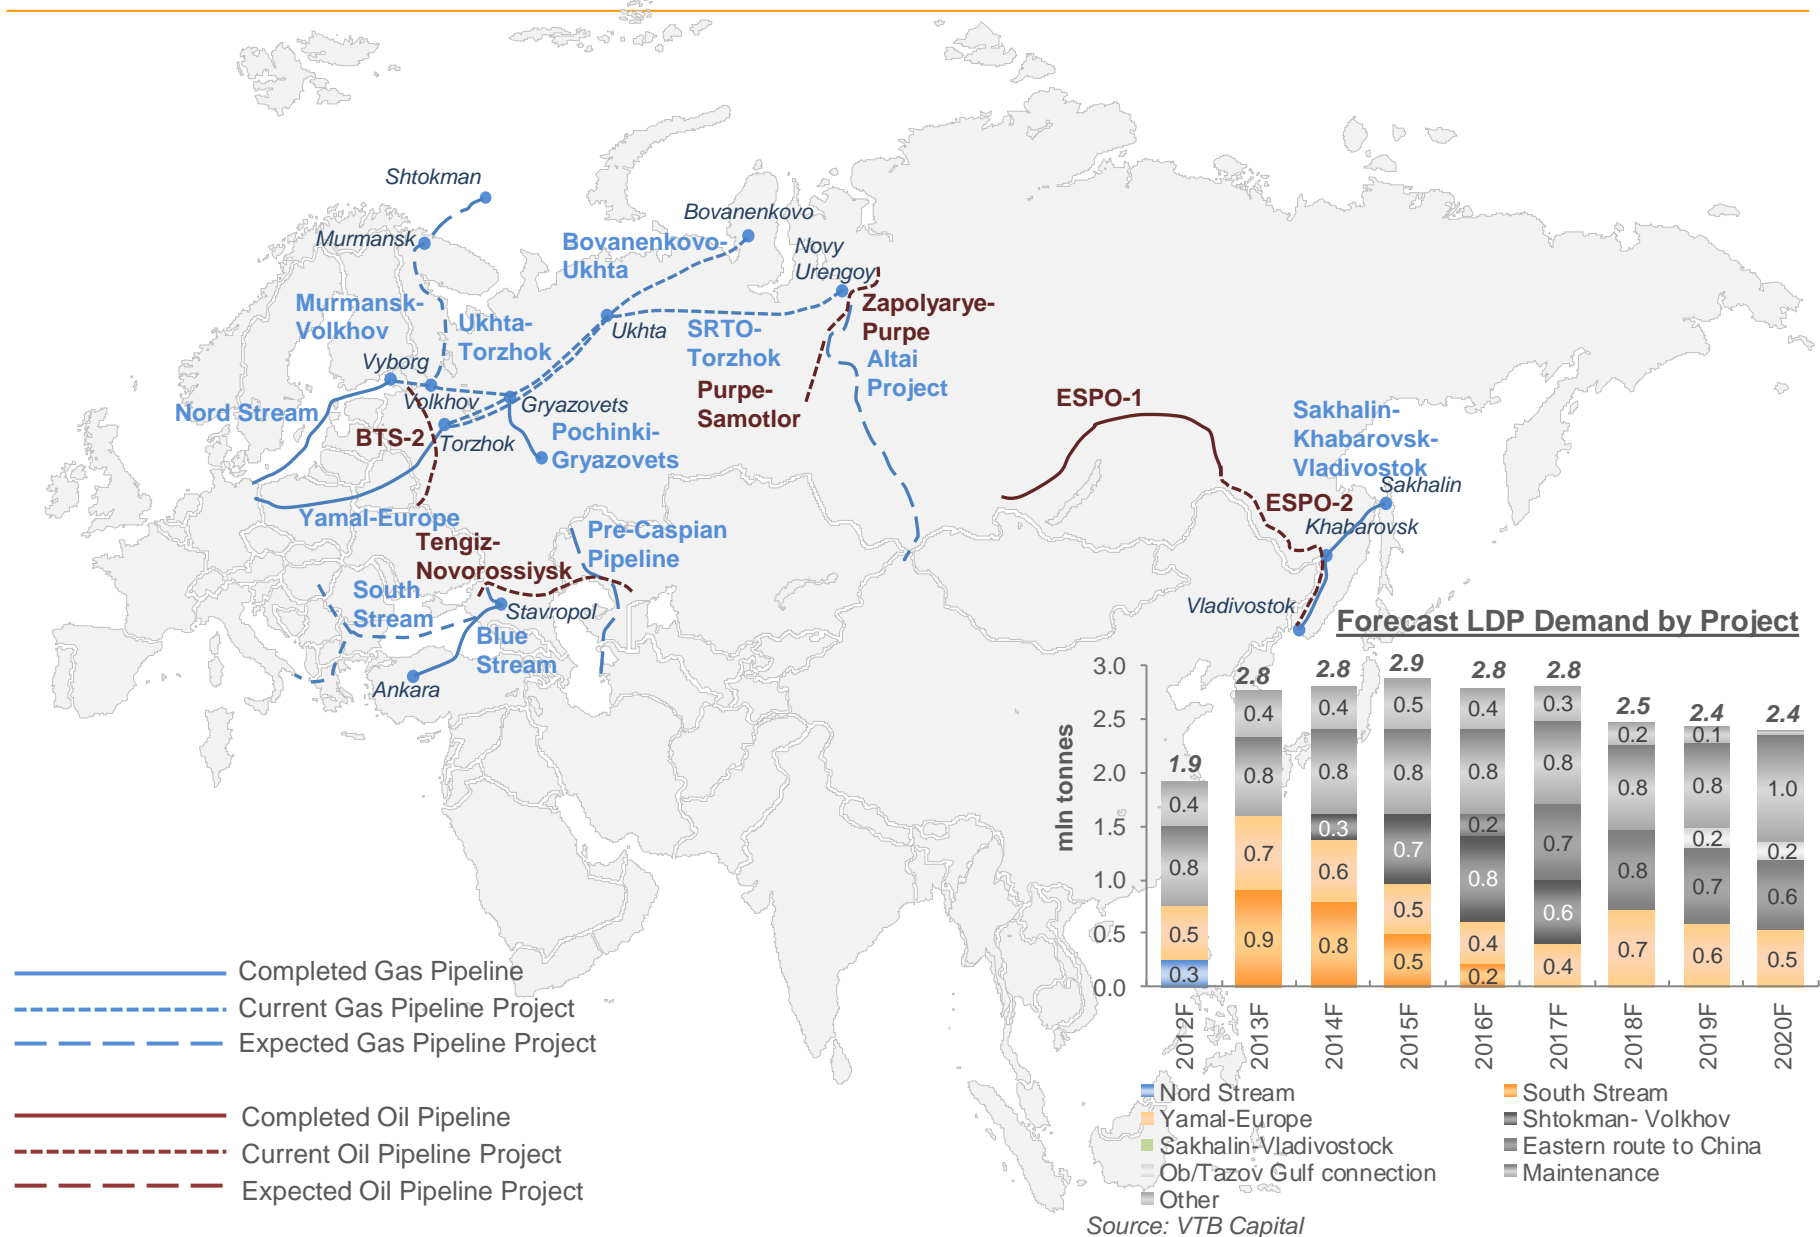 Shtokman
Bovanenkovo
Murmansk
Bovanenkovo-
Ukhta
Novy
Urengoy
Murmansk-
Volkhov
Ukhta-
Torzhok
Ukhta
SRTO-
Torzhok
Zapolyarye-
Purpe
Altai
Project
Vyborg
Purpe-
Samotlor
Volkhov
Gryazovets
Nord Stream
BTS-2
Torzhok
Pochinki-
Gryazovets
ESPO-1
Sakhalin-
Khabarovsk-
Vladivostok
Sakhalin
ESPO-2
Khabarovsk
Yamal-Europe
Tengiz-
Novorossiysk
Pre-Caspian
Pipeline
South
Stream
Stavropol
Blue
Stream
Ankara
Vladivostok
Forecast LDP Demand by Project
mln tonnes
3.0
2.5
2.0
1.5
1.0
0.5
0.0
1.9
0.4
0.8
0.5
0.3
2.8
0.4
0.8
0.7
0.9
2.8
0.4
0.8
0.3
0.6
0.8
2.9
0.5
0.8
0.7
0.5
0.5
2.8
0.4
0.8
0.2
0.8
0.4
0.2
2.8
0.3
0.8
0.7
0.6
0.4
2.5
0.2
0.8
0.8
0.7
2.4
0.1
0.8
0.2
0.7
0.6
2.4
1.0
0.2
0.6
0.5
2012F
2013F
2014F
2015F
2016F
2017F
2018F
2019F
2020F
Nord Stream
South Stream
Yamal-Europe
Shtokman- Volkhov
Sakhalin-Vladivostock
Eastern route to China
Ob/Tazov Gulf connection
Maintenance
Other
Source: VTB Capital
Completed Gas Pipeline
Current Gas Pipeline Project
Expected Gas Pipeline Project
Completed Oil Pipeline
Current Oil Pipeline Project
Expected Oil Pipeline Project